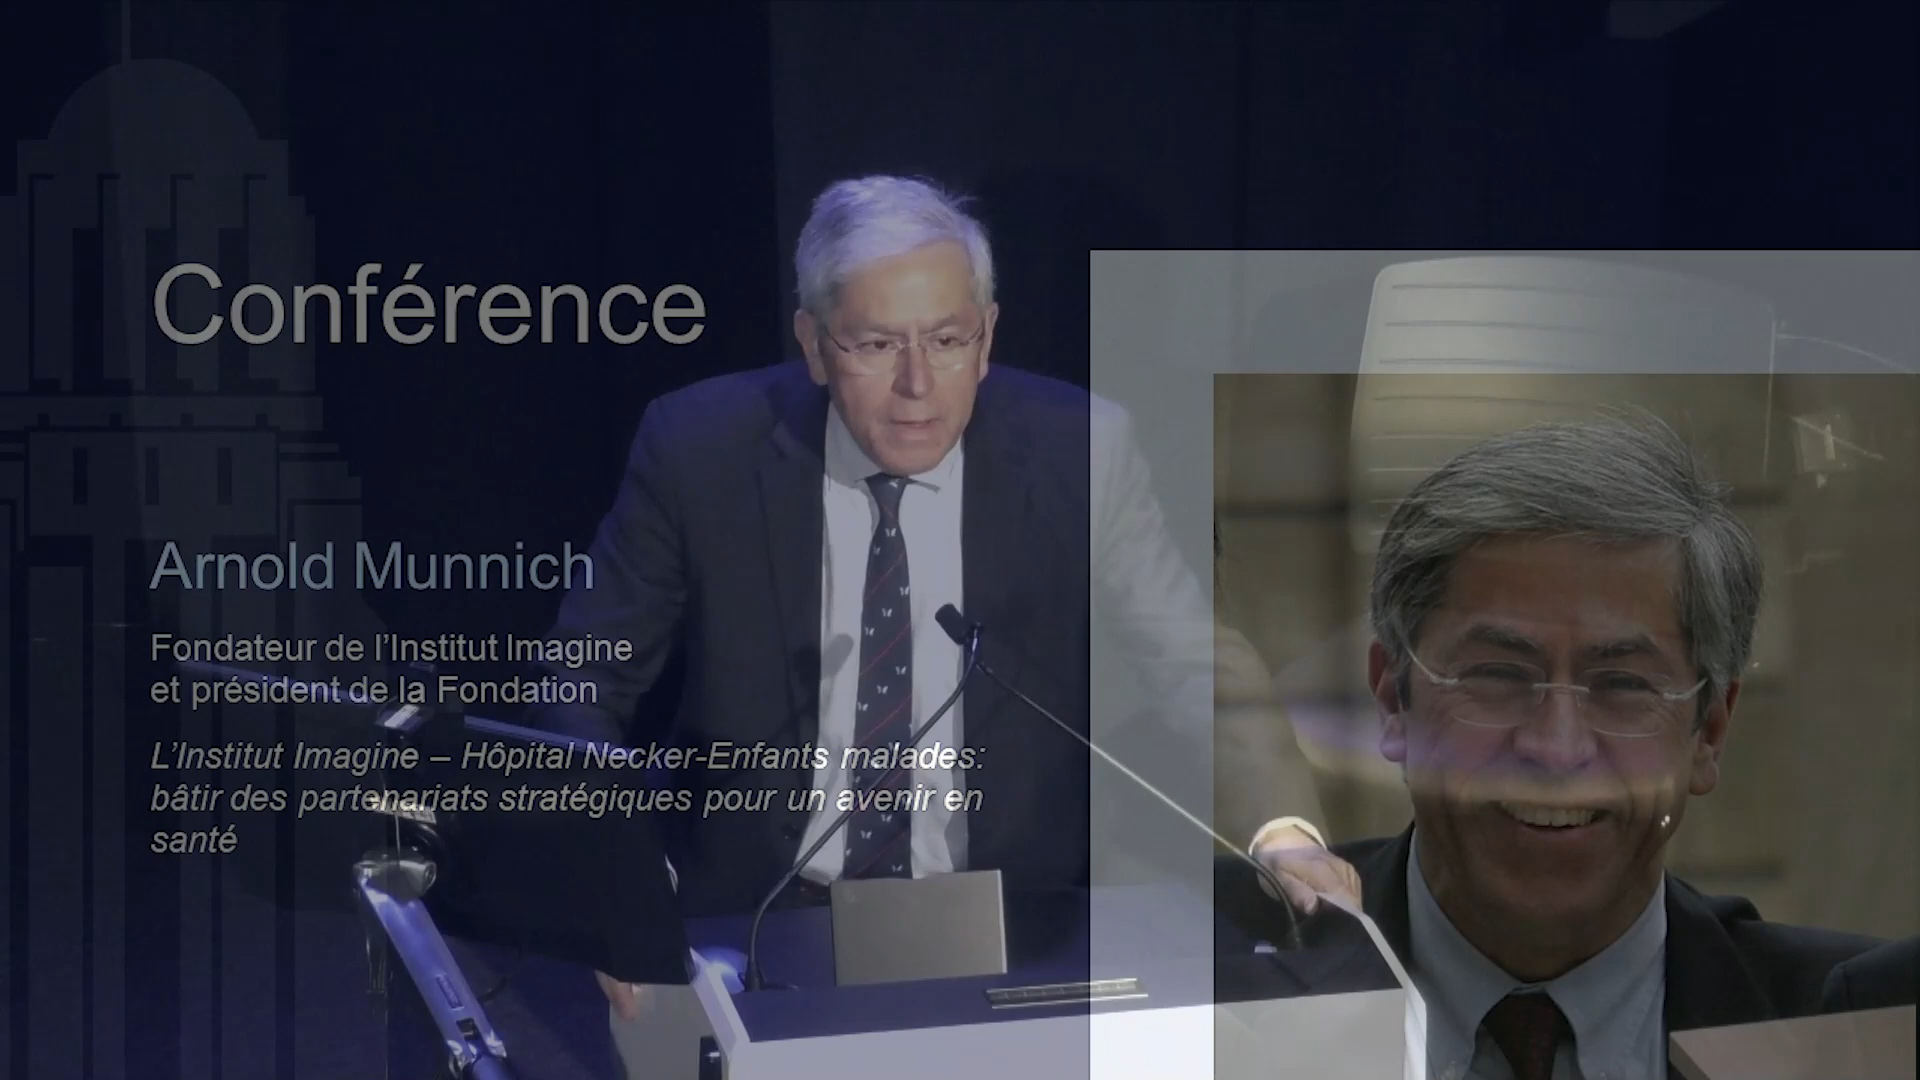 Conférence
Arnold Munnich
Fondateur de l’Institut Imagine
et président de la Fondation
L’Institut Imagine – Hôpital Necker-Enfants malades:
bâtir des partenariats stratégiques pour un avenir en
santé